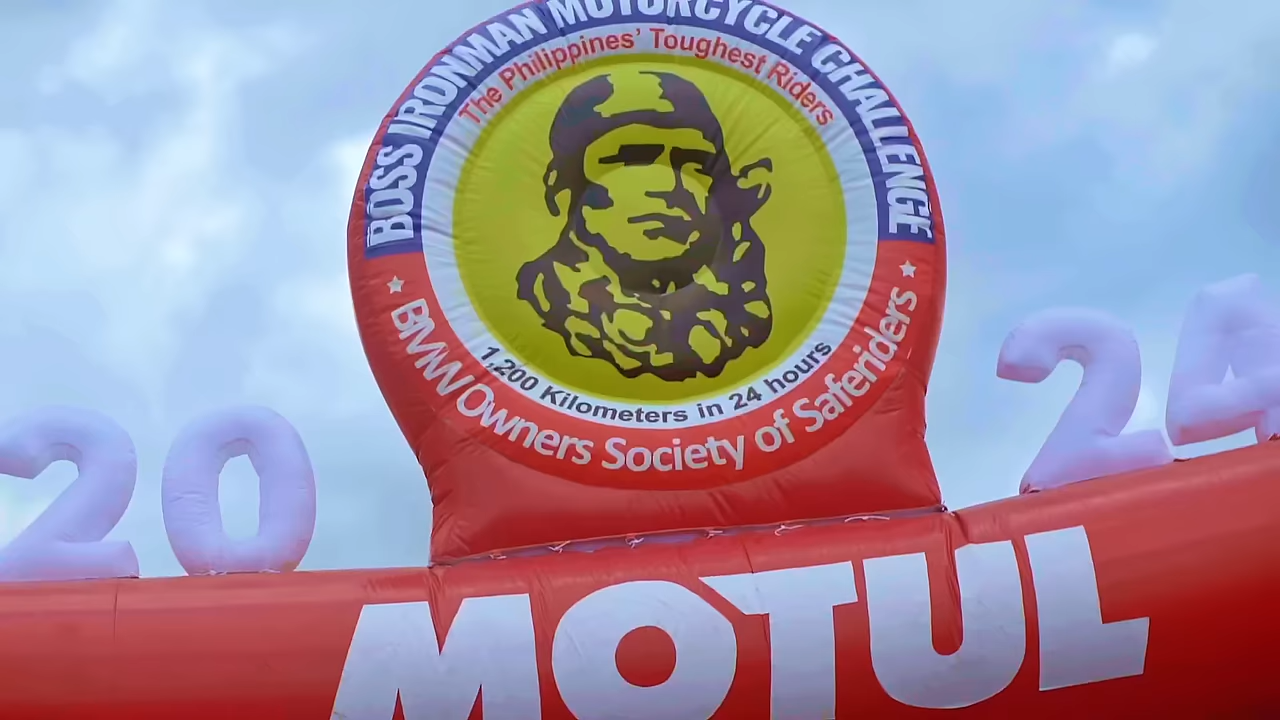 BOSS IRONMAN MOTORCYCLE CHALLENGE
The Philippines' Toughest Riders
1,200 Kilometers in 24 hours
BMW Owners Society of Saferiders
20 24
MOTUL